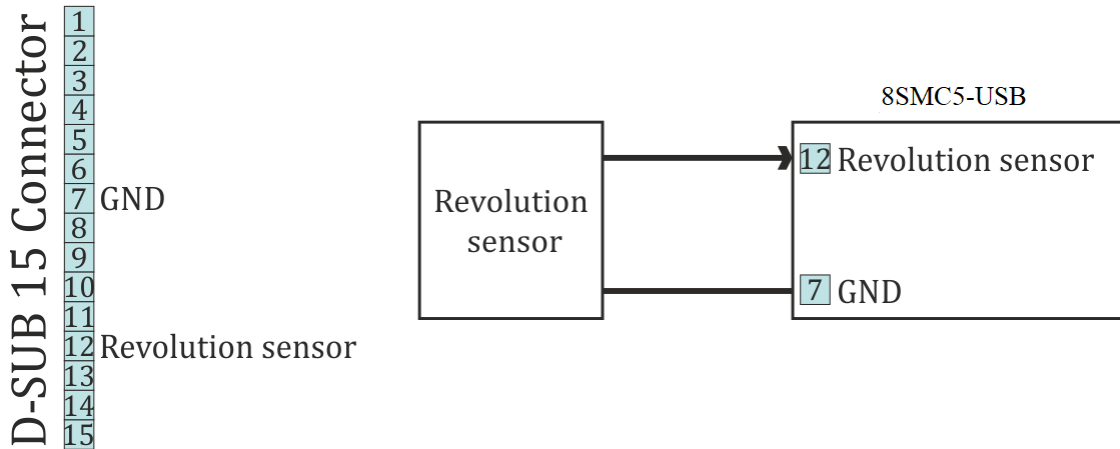 D-SUB 15 Connector
1
2
3
4
5
6
7 GND
8
9
10
11
12 Revolution sensor
13
14
15
Revolution
sensor
8SMC5-USB
12 Revolution sensor
7 GND